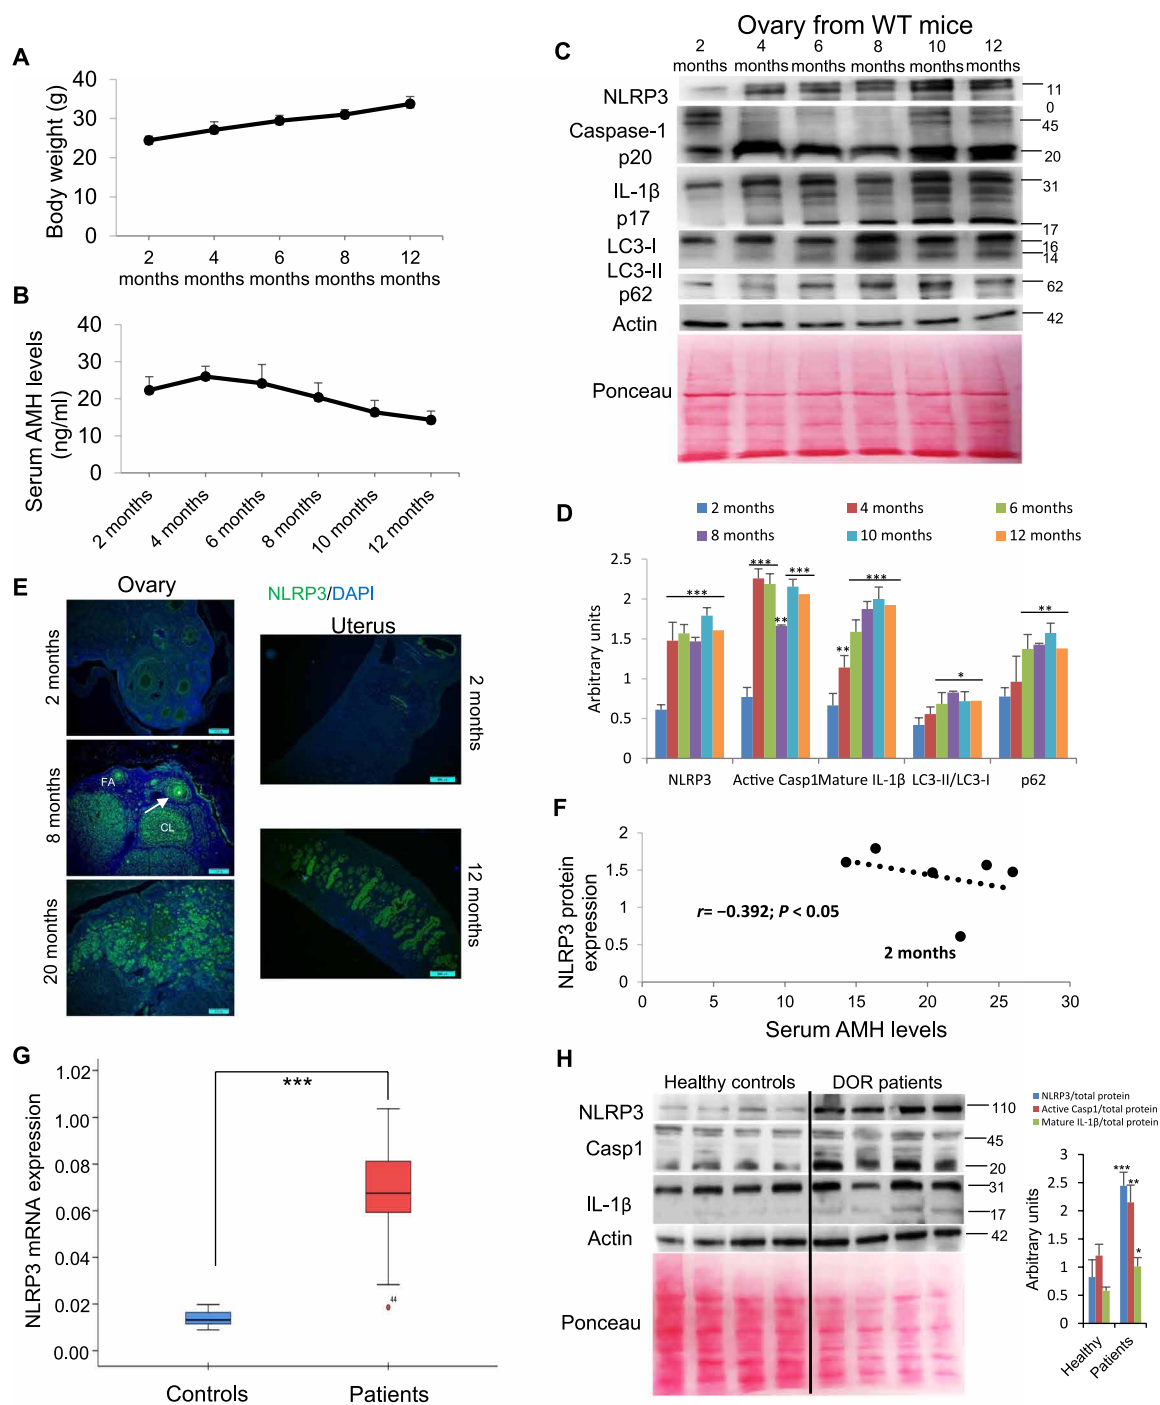 A
Body weight (g)
40
30
20
10
0
2 months
4 months
6 months
8 months
12 months
B
Serum AMH levels (ng/ml)
40
30
20
10
0
2 months
4 months
6 months
8 months
10 months
12 months
C
Ovary from WT mice
2 months
4 months
6 months
8 months
10 months
12 months
NLRP3
110
Caspase-1
45
p20
20
IL-1β
31
p17
17
LC3-I
16
14
LC3-II
p62
62
Actin
42
Ponceau
D
2 months
4 months
6 months
8 months
10 months
12 months
Arbitrary units
2.5
2
1.5
1
0.5
0
***
***
**
***
**
***
*
**
NLRP3
Active Casp1
Mature IL-1β
LC3-II/LC3-I
p62
E
Ovary
NLRP3/DAPI
Uterus
2 months
8 months
20 months
FA
CL
2 months
12 months
F
NLRP3 protein expression
2
1.5
1
0.5
0
r= −0.392; P < 0.05
2 months
0
5
10
15
20
25
30
Serum AMH levels
G
NLRP3 mRNA expression
1.02
1.00
0.08
0.06
0.04
0.02
0.00
***
44
Controls
Patients
H
Healthy controls
DOR patients
NLRP3
110
Casp1
45
20
IL-1β
31
17
Actin
42
Ponceau
NLRP3/total protein
Active Casp1/total protein
Mature IL-1β/total protein
Arbitrary units
3
2.5
2
1.5
1
0.5
0
***
**
*
Healthy
Patients